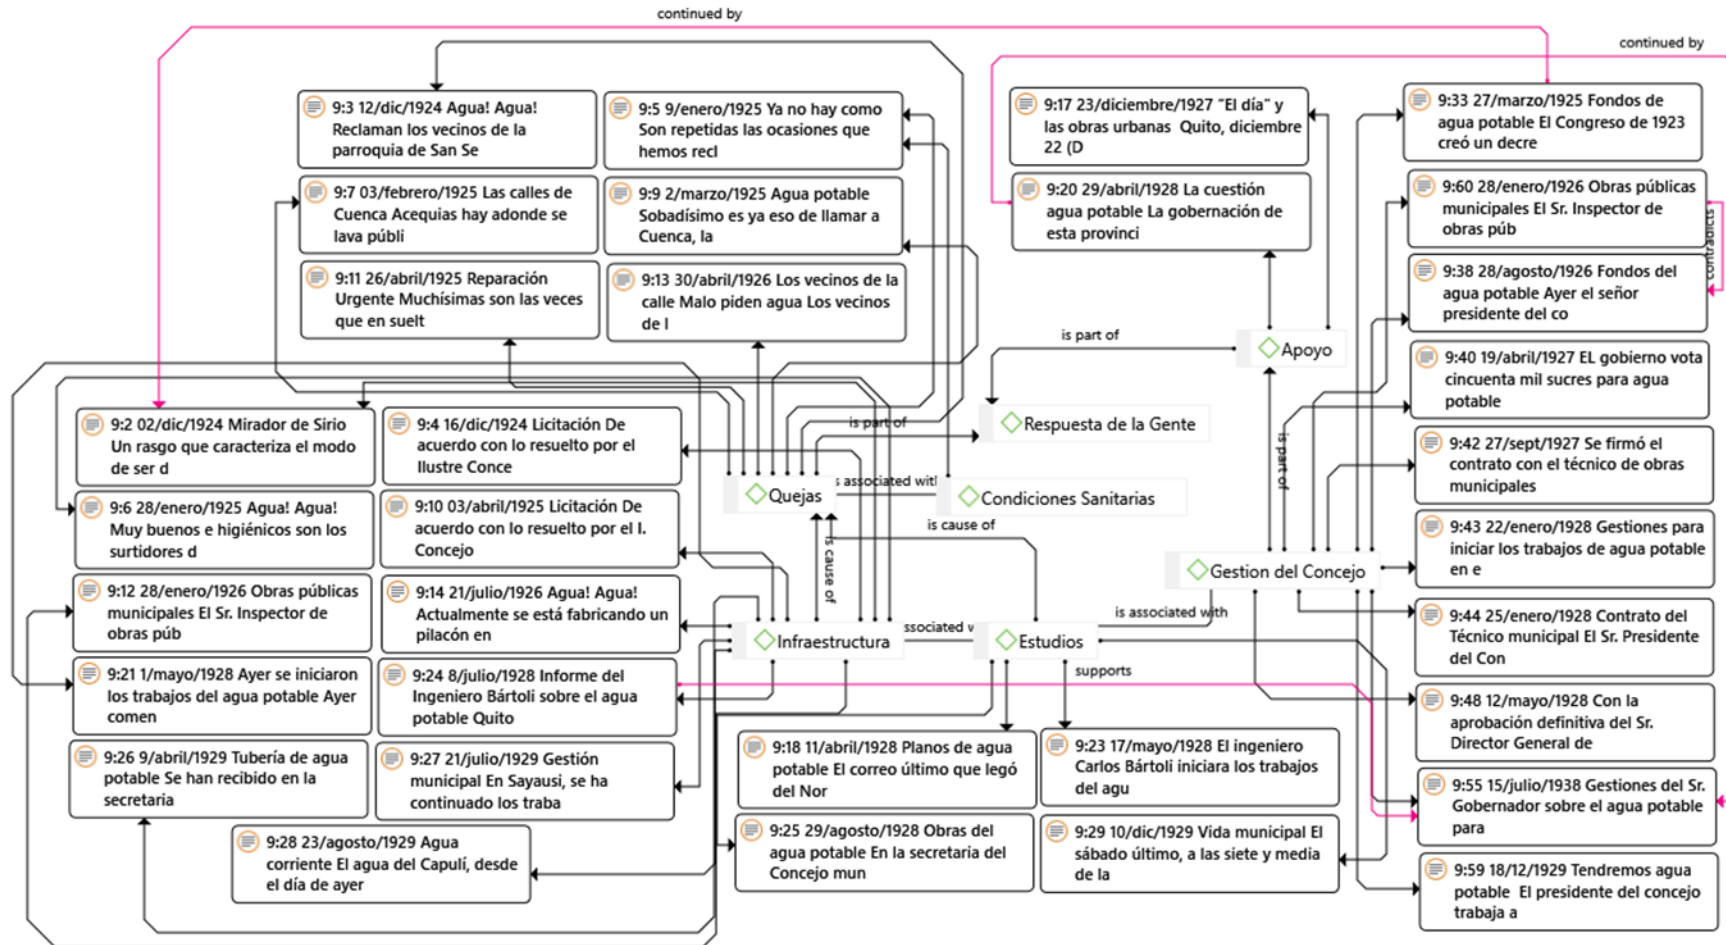 continued by
continued by
9:3 12/dic/1924 Agua! Agua!
Reclaman los vecinos de la
parroquia de San Se
9:5 9/enero/1925 Ya no hay como
Son repetidas las ocasiones que
hemos recl
9:17 23/diciembre/1927 "El día" y
las obras urbanas Quito, diciembre
22 (D
9:33 27/marzo/1925 Fondos de
agua potable El Congreso de 1923
creó un decre
9:7 03/febrero/1925 Las calles de
Cuenca Acequias hay adonde se
lava públi
9:9 2/marzo/1925 Agua potable
Sobadísimo es ya eso de llamar a
Cuenca, la
9:20 29/abril/1928 La cuestión
agua potable La gobernación de
esta provinci
9:60 28/enero/1926 Obras públicas
municipales El Sr. Inspector de
obras púb
contradicts
9:11 26/abril/1925 Reparación
Urgente Muchísimas son las veces
que en suelt
9:13 30/abril/1926 Los vecinos de la
calle Malo piden agua Los vecinos
de l
9:38 28/agosto/1926 Fondos del
agua potable Ayer el señor
presidente del co
is part of
Apoyo
9:40 19/abril/1927 EL gobierno vota
cincuenta mil sucres para agua
potable
9:2 02/dic/1924 Mirador de Sirio
Un rasgo que caracteriza el modo
de ser d
9:4 16/dic/1924 Licitación De
acuerdo con lo resuelto por el
Ilustre Conce
is part of
Respuesta de la Gente
is part of
9:42 27/sept/1927 Se firmó el
contrato con el técnico de obras
municipales
9:6 28/enero/1925 Agua! Agua!
Muy buenos e higiénicos son los
surtidores d
9:10 03/abril/1925 Licitación De
acuerdo con lo resuelto por el I.
Concejo
Quejas
s associated with
Condiciones Sanitarias
is cause of
is cause of
9:43 22/enero/1928 Gestiones para
iniciar los trabajos de agua potable
en e
Gestion del Concejo
9:12 28/enero/1926 Obras públicas
municipales El Sr. Inspector de
obras púb
9:14 21/julio/1926 Agua! Agua!
Actualmente se está fabricando un
pilacón en
is associated with
9:44 25/enero/1928 Contrato del
Técnico municipal El Sr. Presidente
del Con
Infraestructura
ssociated w
Estudios
supports
9:21 1/mayo/1928 Ayer se iniciaron
los trabajos del agua potable Ayer
comen
9:24 8/julio/1928 Informe del
Ingeniero Bártoli sobre el agua
potable Quito
9:48 12/mayo/1928 Con la
aprobación definitiva del Sr.
Director General de
9:26 9/abril/1929 Tubería de agua
potable Se han recibido en la
secretaria
9:27 21/julio/1929 Gestión
municipal En Sayausi, se ha
continuado los traba
9:18 11/abril/1928 Planos de agua
potable El correo último que legó
del Nor
9:23 17/mayo/1928 El ingeniero
Carlos Bártoli iniciara los trabajos
del agu
9:55 15/julio/1938 Gestiones del Sr.
Gobernador sobre el agua potable
para
9:28 23/agosto/1929 Agua
corriente El agua del Capulí, desde
el día de ayer
9:25 29/agosto/1928 Obras del
agua potable En la secretaria del
Concejo mun
9:29 10/dic/1929 Vida municipal El
sábado último, a las siete y media
de la
9:59 18/12/1929 Tendremos agua
potable El presidente del concejo
trabaja a